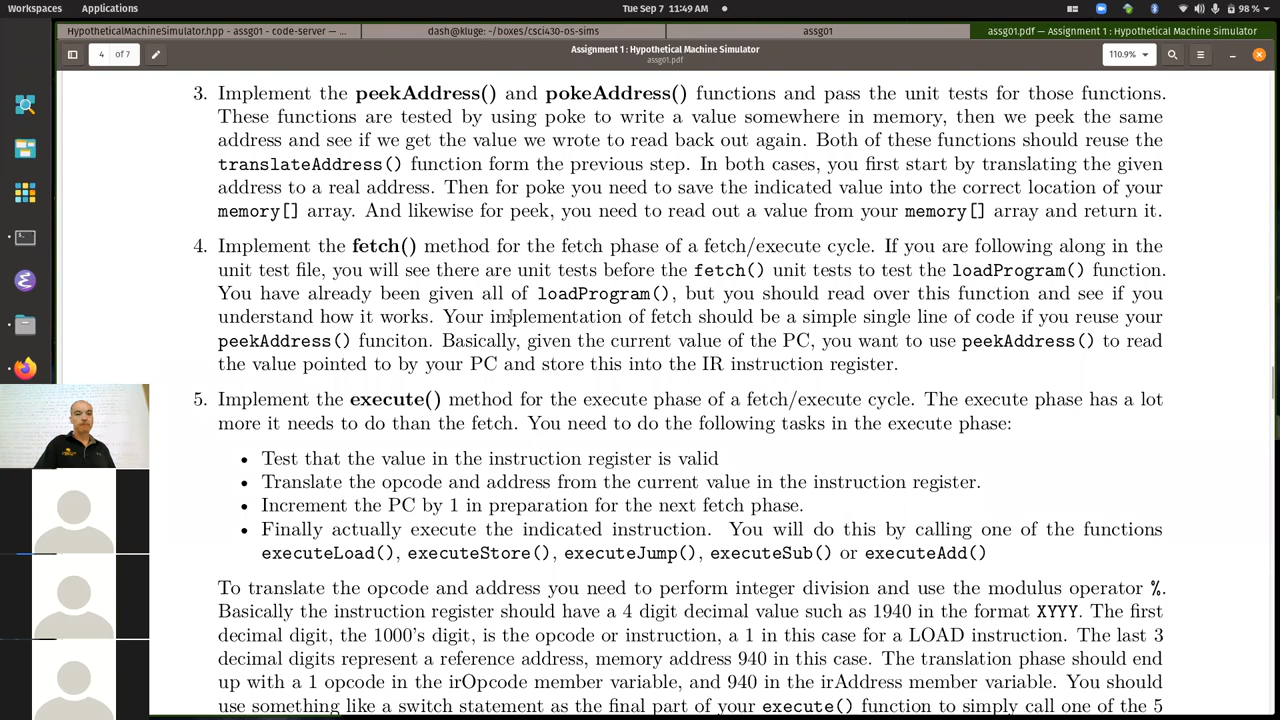 Workspaces Applications Tue Sep 7 11:49 AM 98 %
HypotheticalMachineSimulator.hpp - assg01 - code-server — ... dash@kluge: ~/boxes/csci430-os-sims assg01 assg01.pdf — Assignment 1 : Hypothetical Machine Simulator
4 of 7 Assignment 1 : Hypothetical Machine Simulator 110.9%
assg01.pdf
3. Implement the peekAddress() and pokeAddress() functions and pass the unit tests for those functions.
These functions are tested by using poke to write a value somewhere in memory, then we peek the same
address and see if we get the value we wrote to read back out again. Both of these functions should reuse the
translateAddress() function form the previous step. In both cases, you first start by translating the given
address to a real address. Then for poke you need to save the indicated value into the correct location of your
memory[] array. And likewise for peek, you need to read out a value from your memory[] array and return it.
4. Implement the fetch() method for the fetch phase of a fetch/execute cycle. If you are following along in the
unit test file, you will see there are unit tests before the fetch() unit tests to test the loadProgram() function.
You have already been given all of loadProgram(), but you should read over this function and see if you
understand how it works. Your implementation of fetch should be a simple single line of code if you reuse your
peekAddress() funciton. Basically, given the current value of the PC, you want to use peekAddress() to read
the value pointed to by your PC and store this into the IR instruction register.
5. Implement the execute() method for the execute phase of a fetch/execute cycle. The execute phase has a lot
more it needs to do than the fetch. You need to do the following tasks in the execute phase:
• Test that the value in the instruction register is valid
• Translate the opcode and address from the current value in the instruction register.
• Increment the PC by 1 in preparation for the next fetch phase.
• Finally actually execute the indicated instruction. You will do this by calling one of the functions
executeLoad(), executeStore(), executeJump(), executeSub() or executeAdd()
To translate the opcode and address you need to perform integer division and use the modulus operator %.
Basically the instruction register should have a 4 digit decimal value such as 1940 in the format XYYY. The first
decimal digit, the 1000's digit, is the opcode or instruction, a 1 in this case for a LOAD instruction. The last 3
decimal digits represent a reference address, memory address 940 in this case. The translation phase should end
up with a 1 opcode in the irOpcode member variable, and 940 in the irAddress member variable. You should
use something like a switch statement as the final part of your execute() function to simply call one of the 5